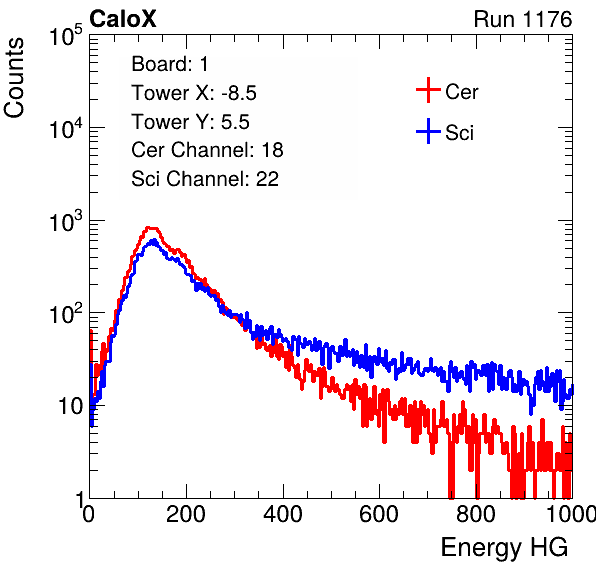 CaloX Run 1176
Counts
10^5
10^4
10^3
10^2
10
1
Board: 1
Tower X: -8.5
Tower Y: 5.5
Cer Channel: 18
Sci Channel: 22
Cer
Sci
0 200 400 600 800 1000
Energy HG